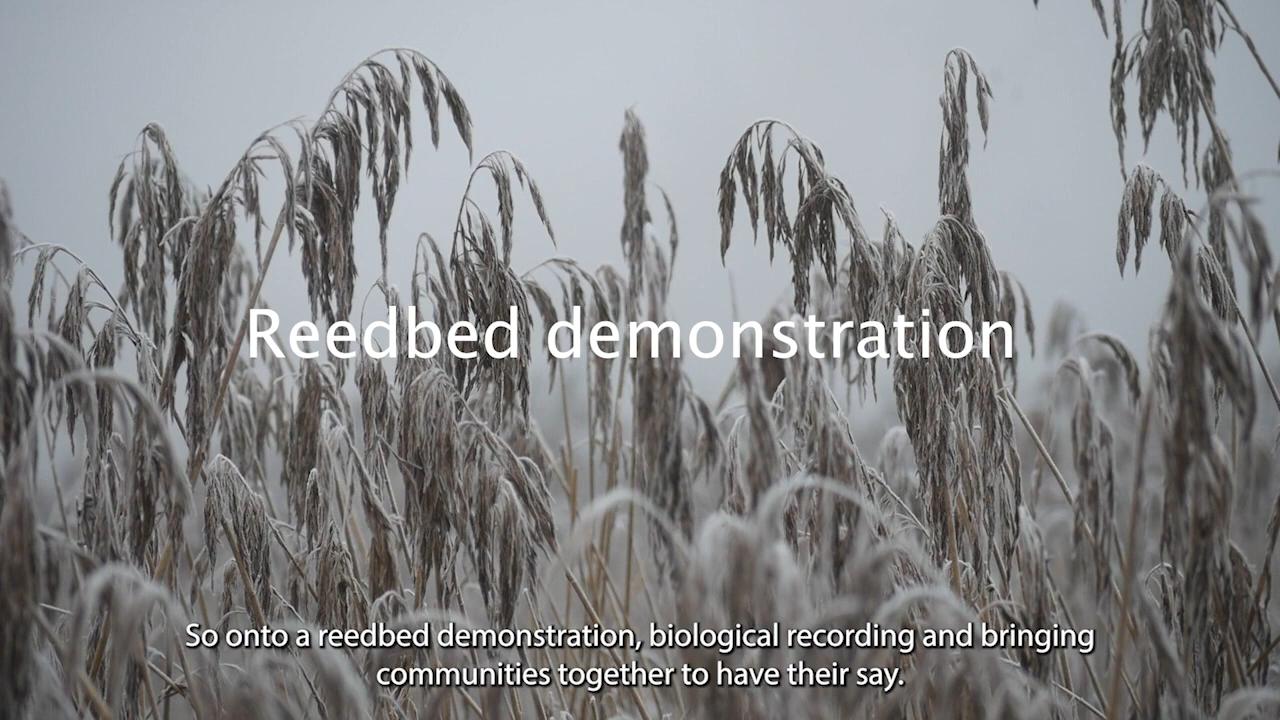 Reedbed demonstration
So onto a reedbed demonstration, biological recording and bringing
communities together to have their say.